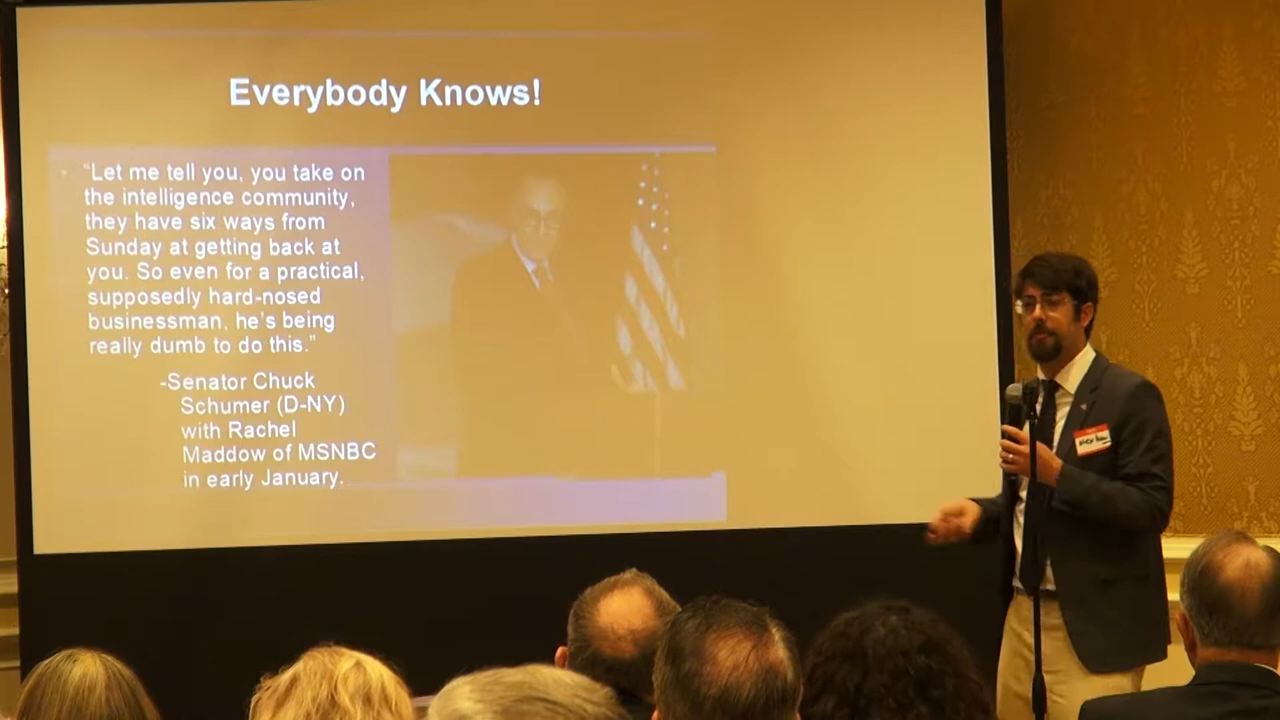 Everybody Knows!
“Let me tell you, you take on
the intelligence community,
they have six ways from
Sunday at getting back at
you. So even for a practical,
supposedly hard-nosed
businessman, he’s being
really dumb to do this.”
-Senator Chuck
Schumer (D-NY)
with Rachel
Maddow of MSNBC
in early January.